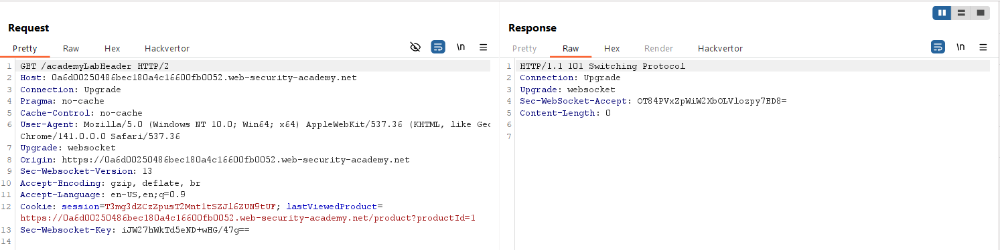 Request
Pretty Raw Hex Hackvertor \n
1 GET /academyLabHeader HTTP/2
2 Host: 0a6d00250486bec180a4c16600fb0052.web-security-academy.net
3 Connection: Upgrade
4 Pragma: no-cache
5 Cache-Control: no-cache
6 User-Agent: Mozilla/5.0 (Windows NT 10.0; Win64; x64) AppleWebKit/537.36 (KHTML, like Gec
Chrome/141.0.0.0 Safari/537.36
7 Upgrade: websocket
8 Origin: https://0a6d00250486bec180a4c16600fb0052.web-security-academy.net
9 Sec-Websocket-Version: 13
10 Accept-Encoding: gzip, deflate, br
11 Accept-Language: en-US,en;q=0.9
12 Cookie: session=T3mg3dZCzZpusT2Mnt1tSZJl6ZUN9tUF; lastViewedProduct=
https://0a6d00250486bec180a4c16600fb0052.web-security-academy.net/product?productId=1
13 Sec-Websocket-Key: iJW27hWkTd5eND+wHG/47g==
14
Response
Pretty Raw Hex Render Hackvertor \n
1 HTTP/1.1 101 Switching Protocol
2 Connection: Upgrade
3 Upgrade: websocket
4 Sec-WebSocket-Accept: OT84PVxZpWiW2XbOLVlozpy7ED8=
5 Content-Length: 0
6
7